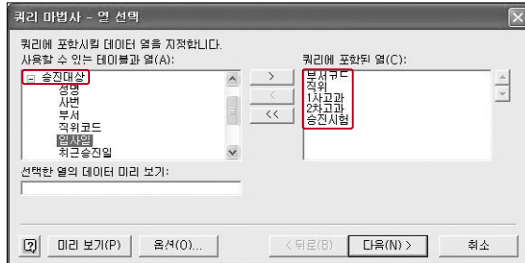 쿼리 마법사 - 열 선택
쿼리에 포함시킬 데이터 열을 지정합니다.
사용할 수 있는 테이블과 열(A):
쿼리에 포함된 열(C):
승진대상
성명
사번
부서
직위코드
입사일
최근승진일
>
<
<<
부서코드
직위
1차고과
2차고과
승진시험
선택한 열의 데이터 미리 보기:
미리 보기(P)
옵션(O)...
< 뒤로(B)
다음(N) >
취소